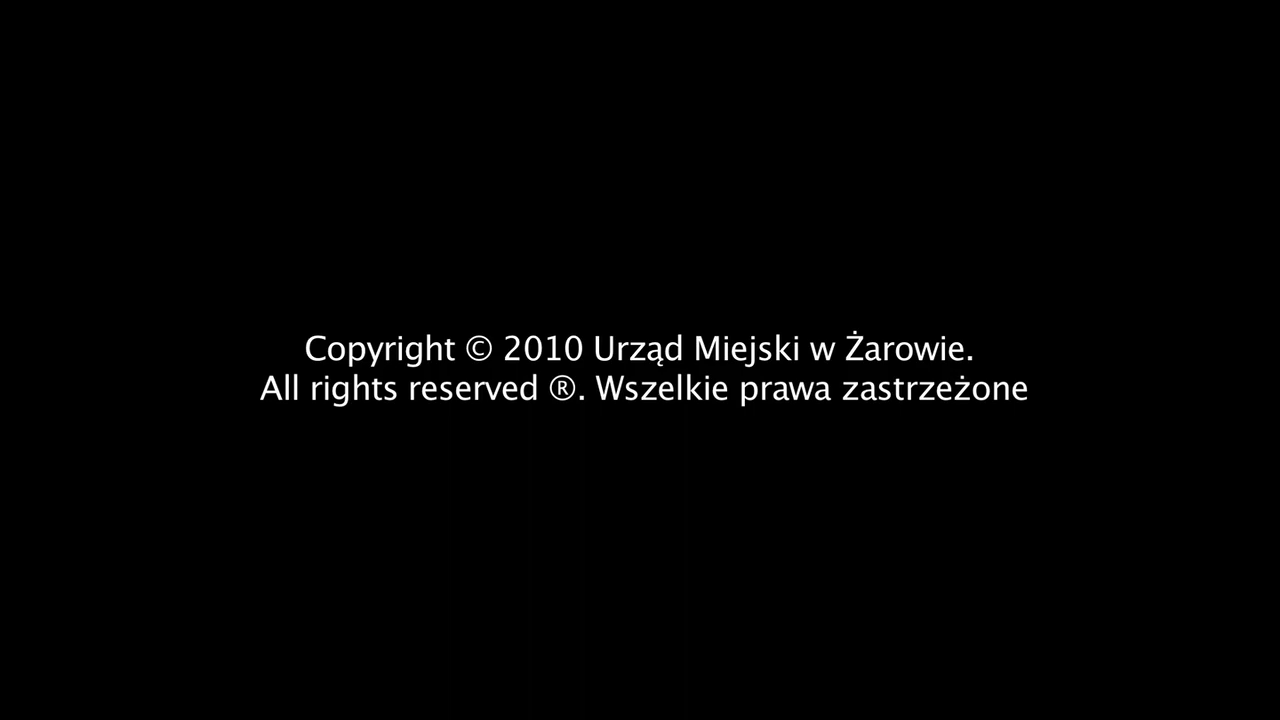 Copyright © 2010 Urząd Miejski w Żarowie.
All rights reserved ®. Wszelkie prawa zastrzeżone